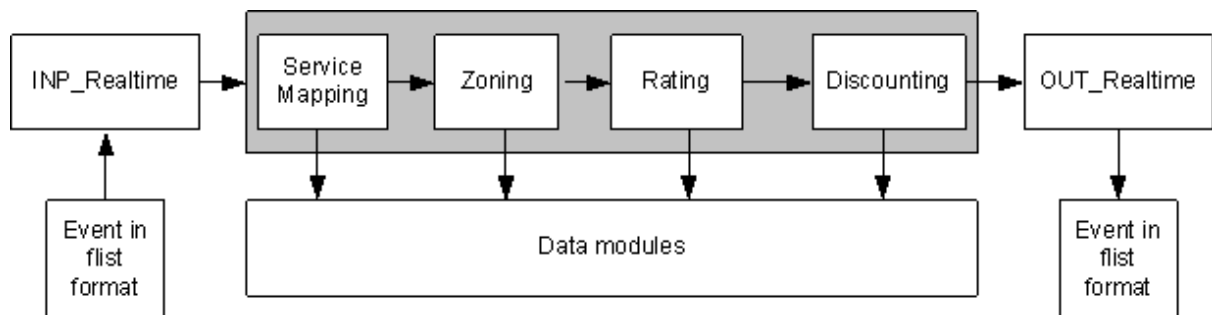 INP_Realtime
Service
Mapping
Zoning
Rating
Discounting
OUT_Realtime
Event in
flist
format
Data modules
Event in
flist
format